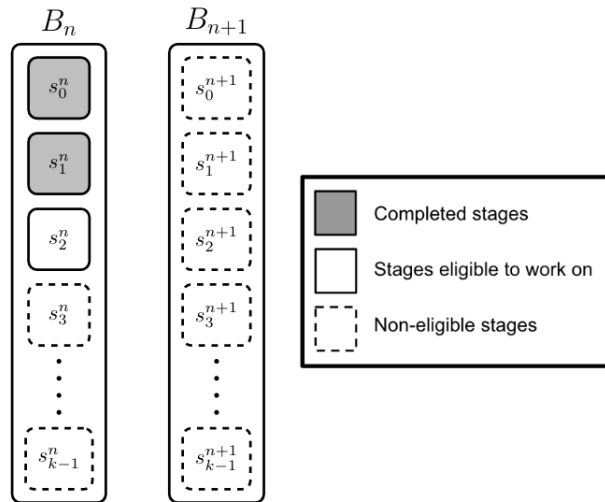 $B_n$ $B_{n+1}$
$s_0^n$ $s_0^{n+1}$
$s_1^n$ $s_1^{n+1}$
$s_2^n$ $s_2^{n+1}$
$s_3^n$ $s_3^{n+1}$
$s_{k-1}^n$ $s_{k-1}^{n+1}$
Completed stages
Stages eligible to work on
Non-eligible stages